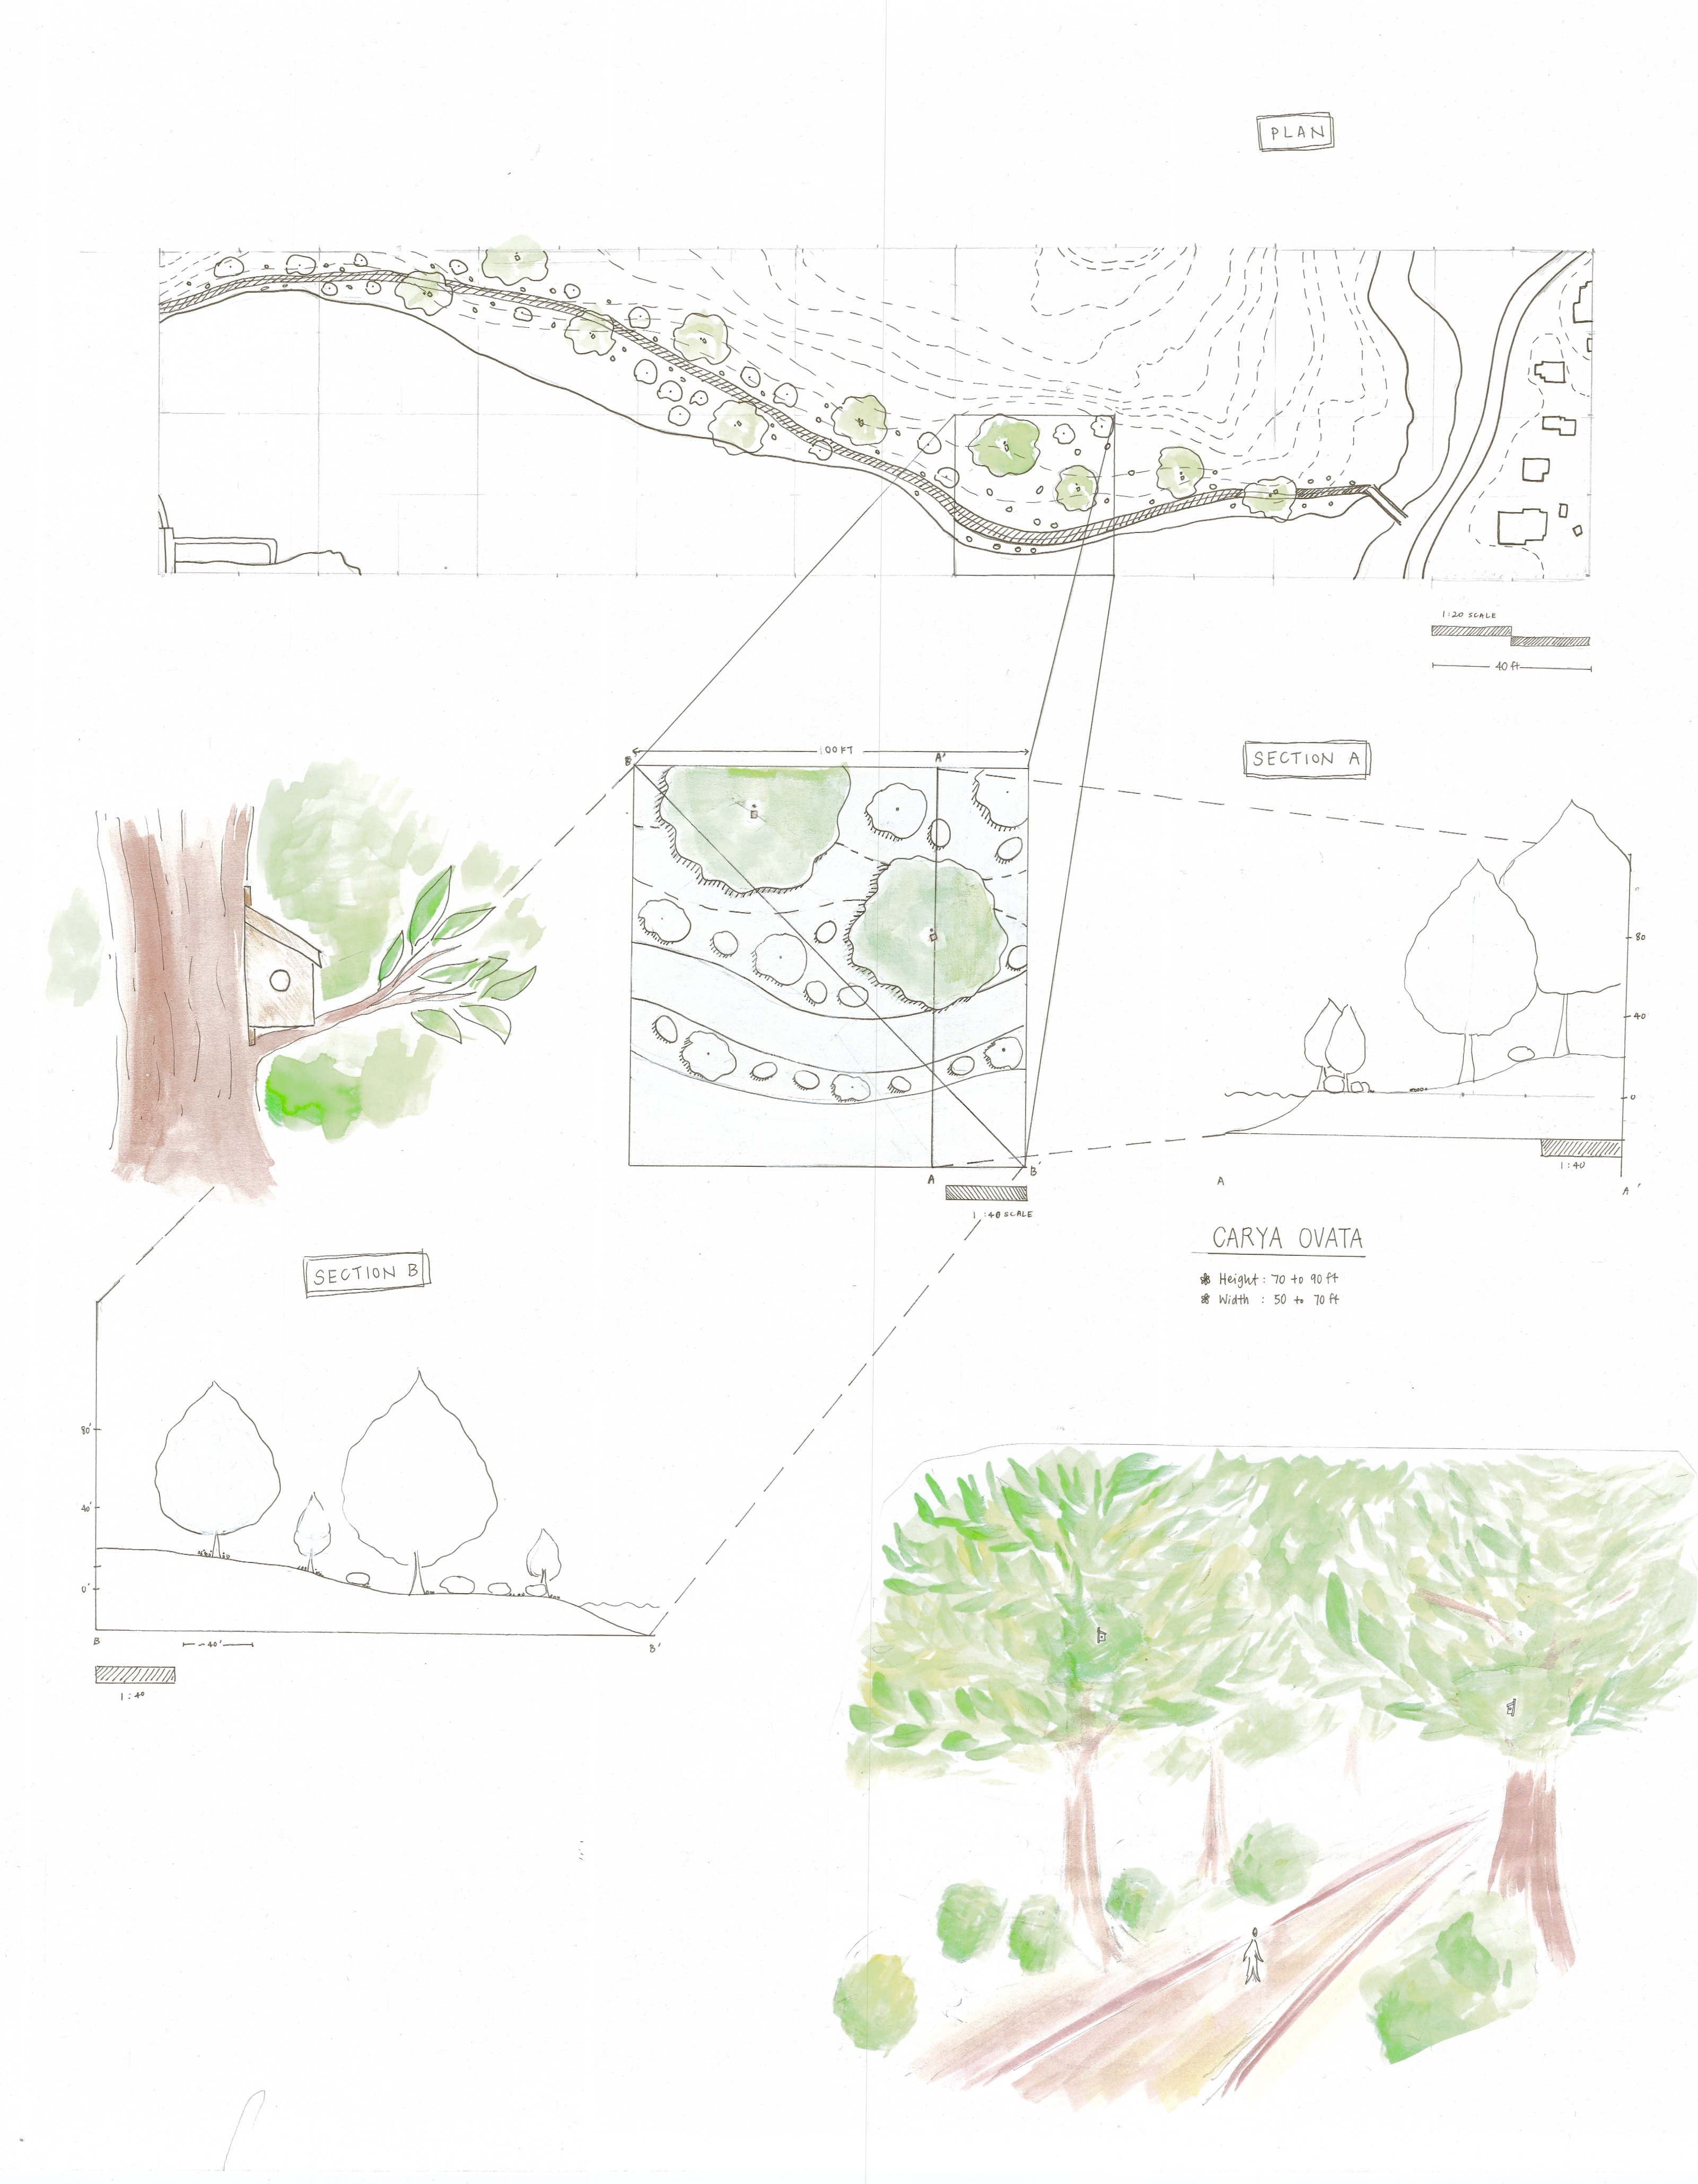 PLAN
1:20 SCALE
40 ft
100 FT
B
A'
SECTION A
80
40
0
1:40
A
A'
A
B'
1:40 SCALE
CARYA OVATA
Height: 70 to 90 ft
Width : 50 to 70 ft
SECTION B
80'
40'
0'
B
40'
B'
1:40